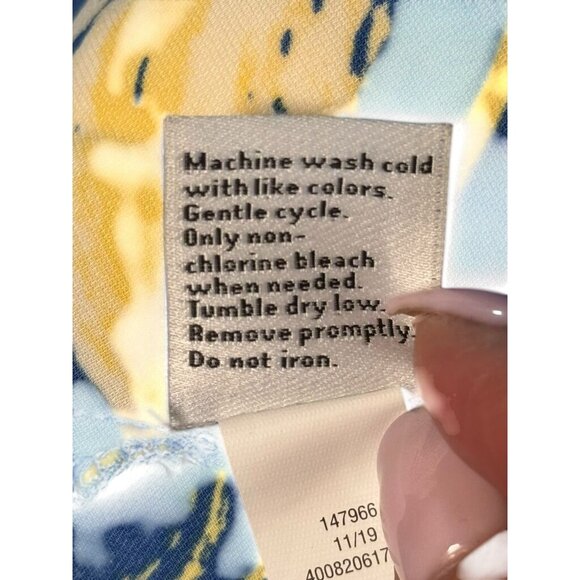 Machine wash cold
with like colors.
Gentle cycle.
Only non-
chlorine bleach
when needed.
Tumble dry low.
Remove promptly.
Do not iron.
147966
11/19
400820617